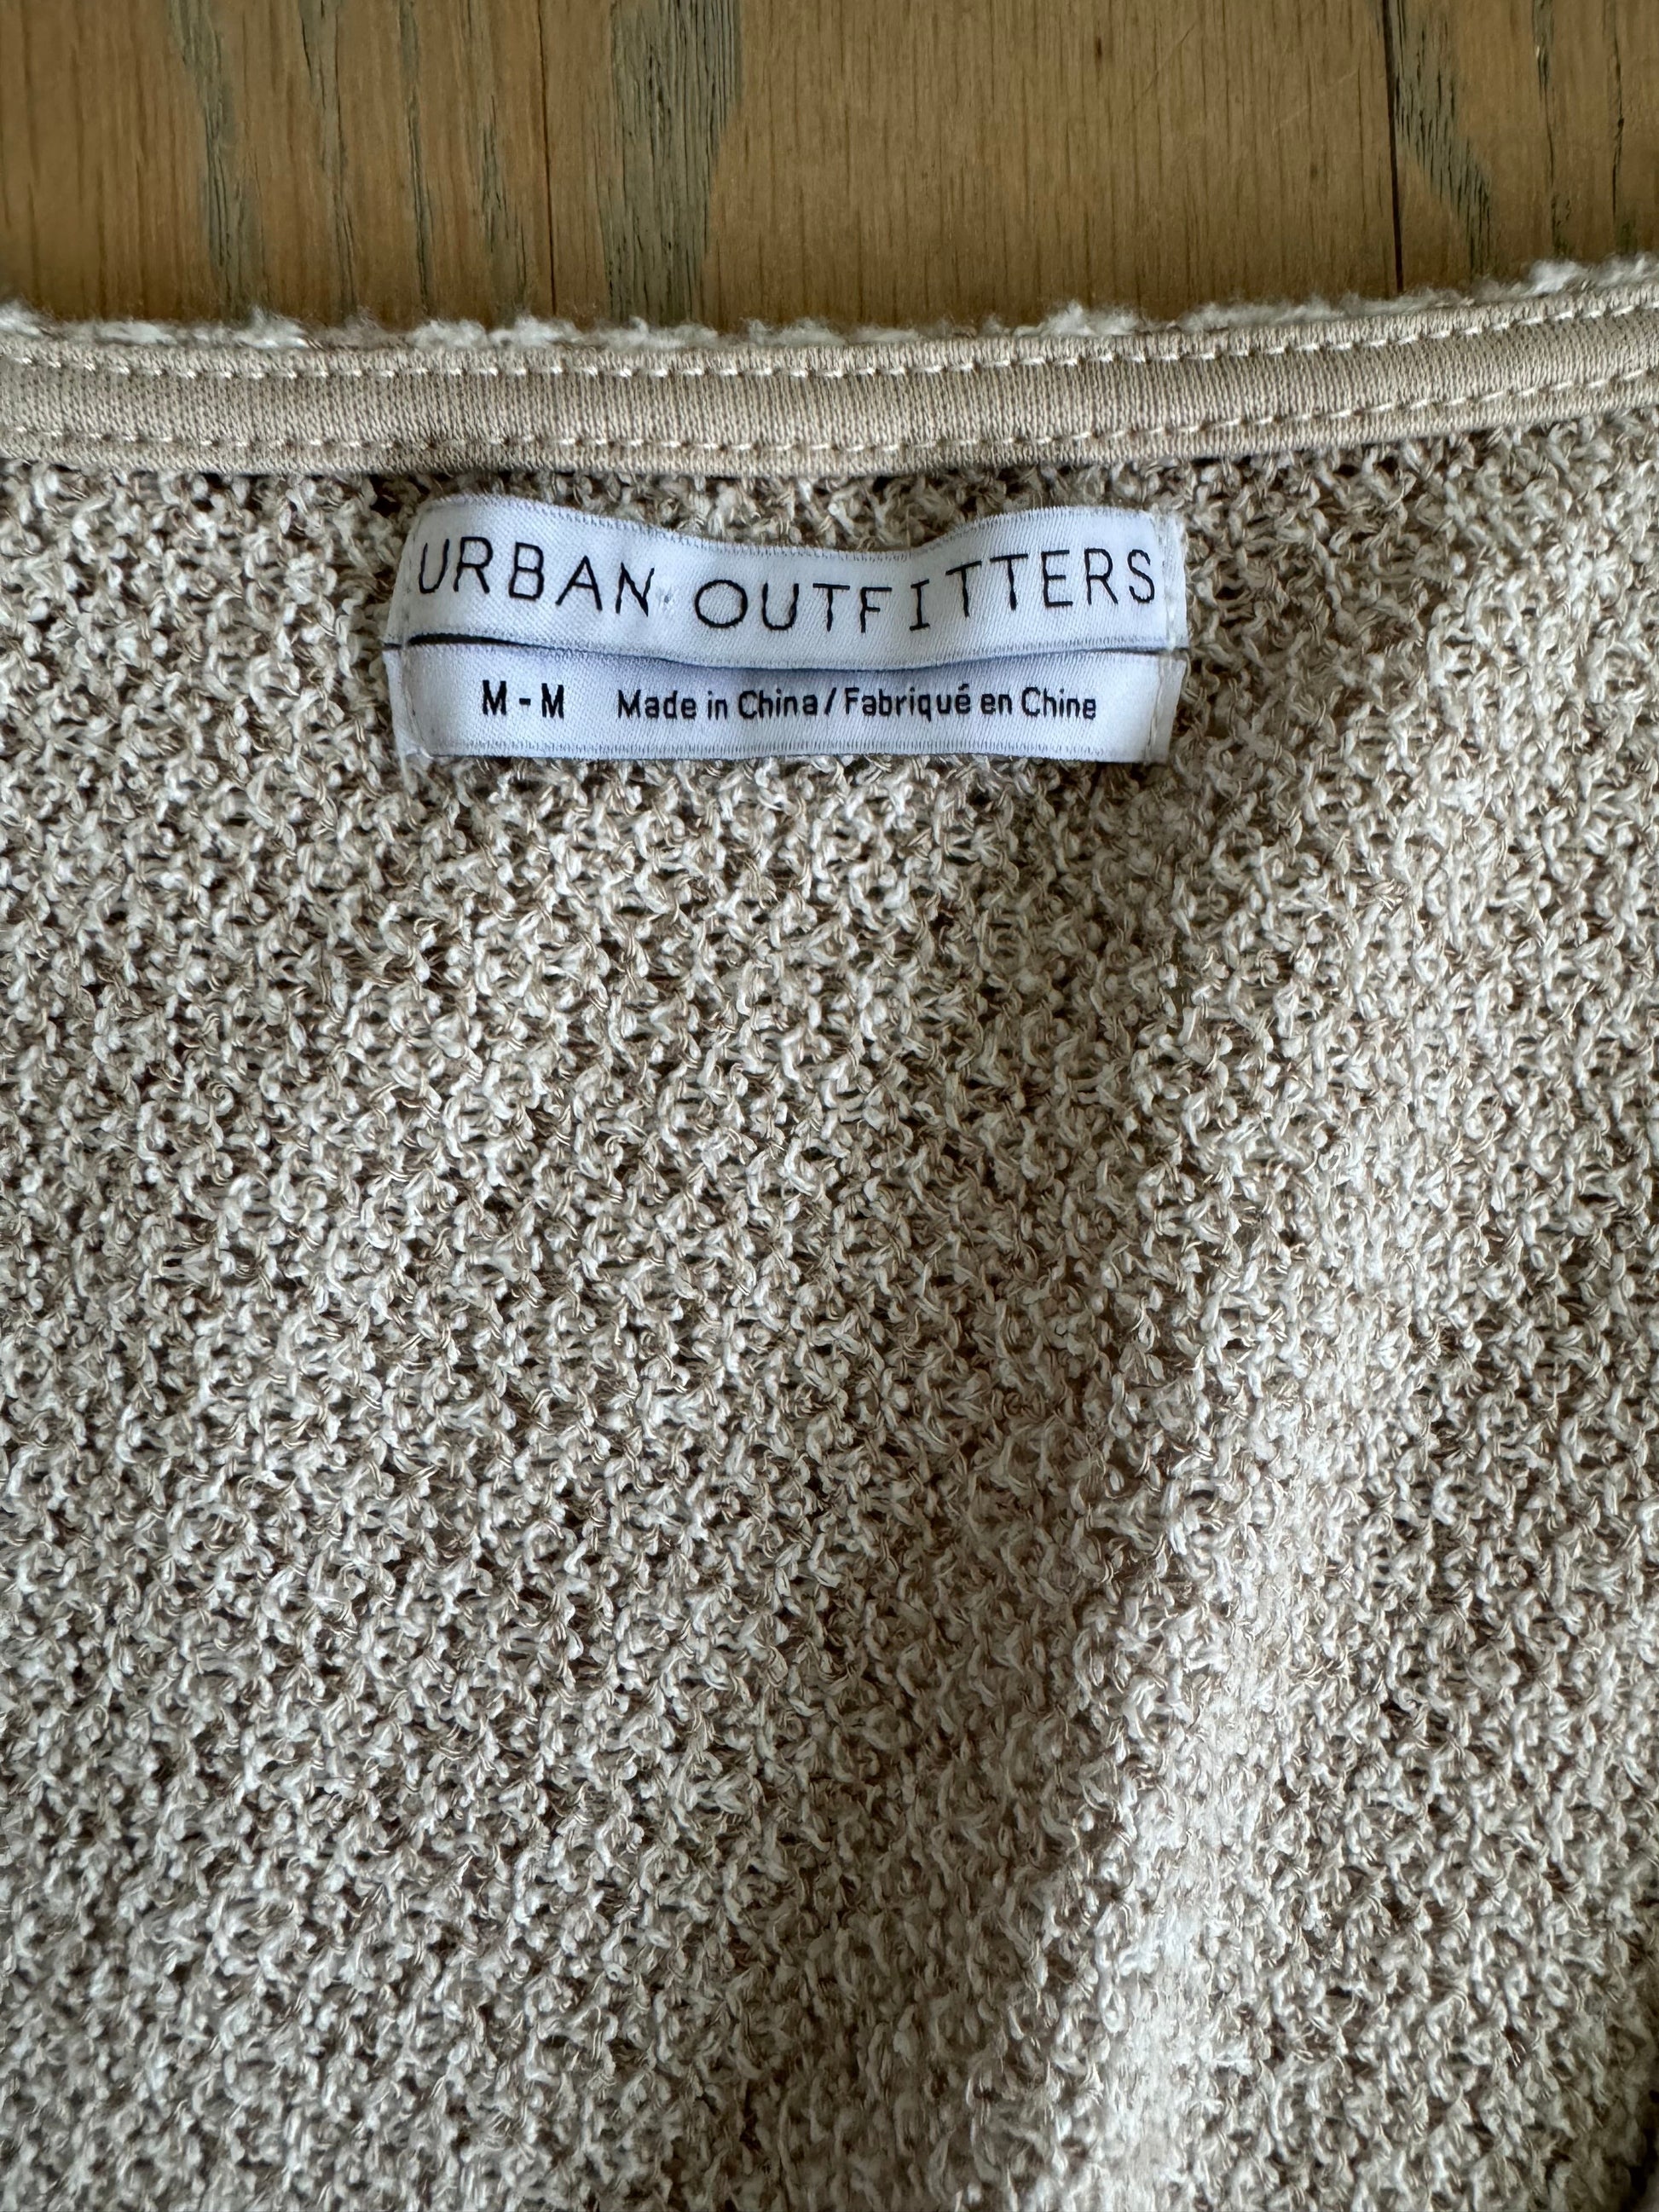 URBAN OUTFITTERS
M - M Made in China / Fabriqué en Chine